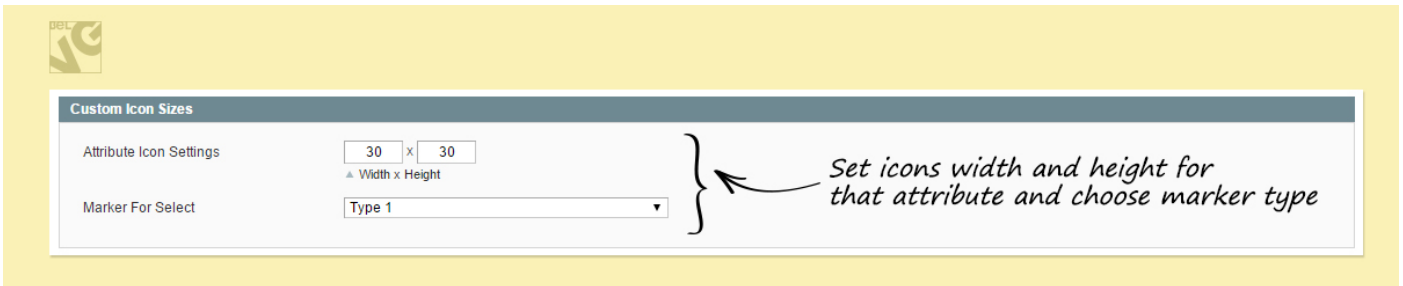 BelVG
Custom Icon Sizes
Attribute Icon Settings
30 x 30
▲ Width x Height
Marker For Select
Type 1
Set icons width and height for
that attribute and choose marker type